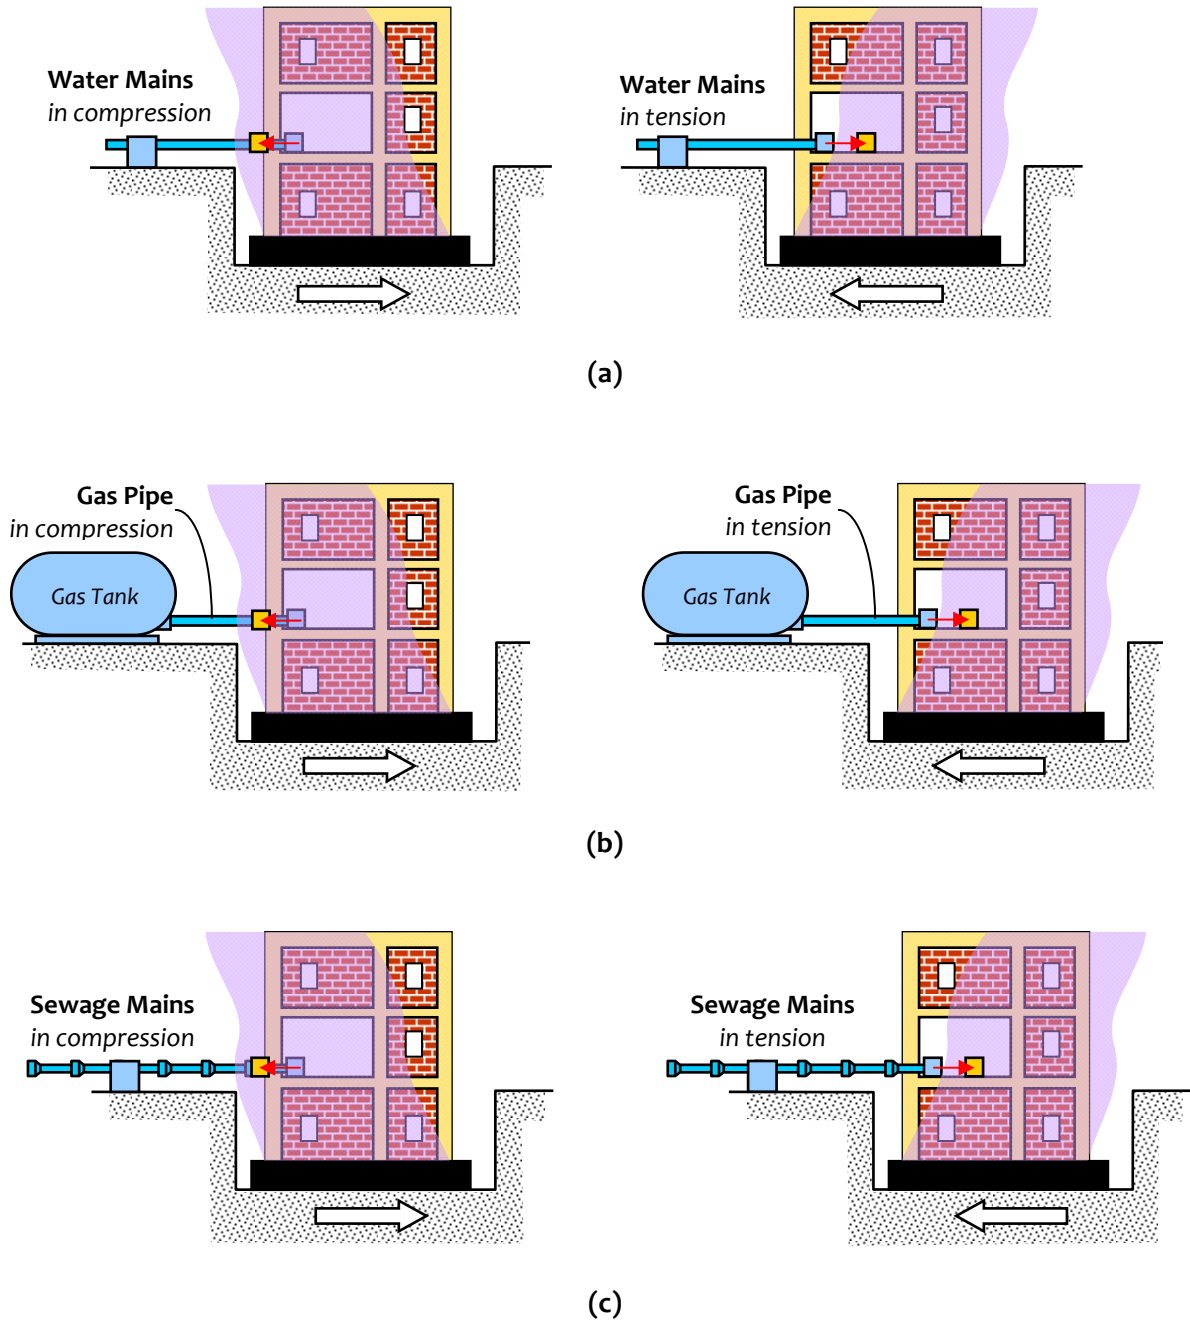 Water Mains
in compression
Water Mains
in tension
(a)
Gas Pipe
in compression
Gas Tank
Gas Pipe
in tension
Gas Tank
(b)
Sewage Mains
in compression
Sewage Mains
in tension
(c)